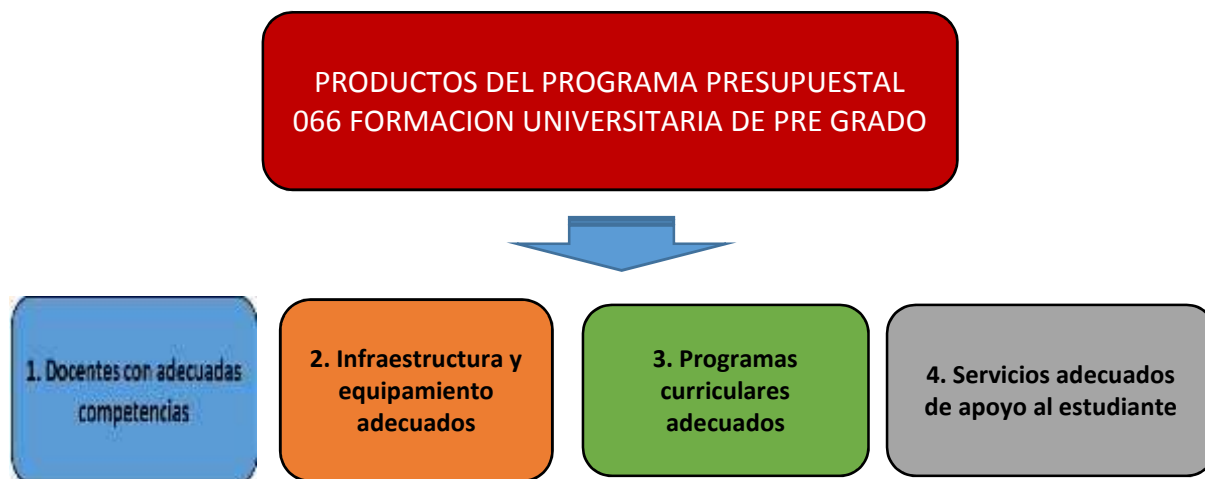 PRODUCTOS DEL PROGRAMA PRESUPUESTAL
066 FORMACION UNIVERSITARIA DE PRE GRADO
1. Docentes con adecuadas
competencias
2. Infraestructura y
equipamiento
adecuados
3. Programas
curriculares
adecuados
4. Servicios adecuados
de apoyo al estudiante